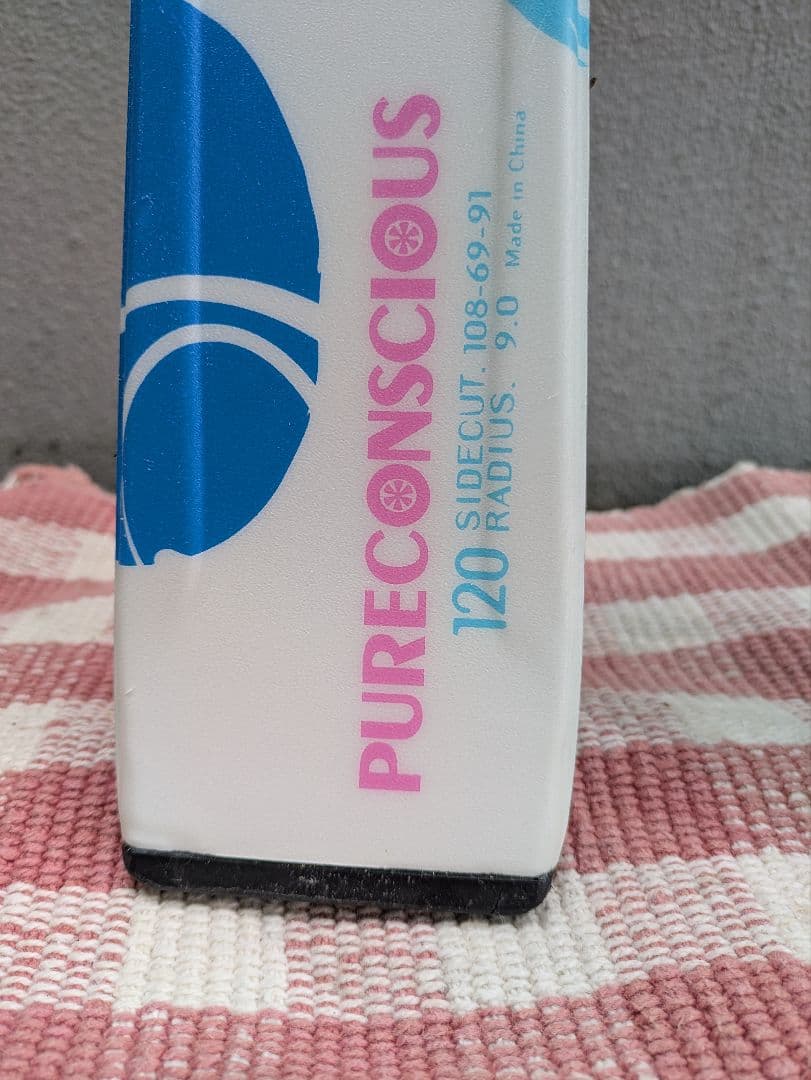 PURECONSCIOUS
120 SIDECUT. 108-69-91
RADIUS. 9.0 Made in China